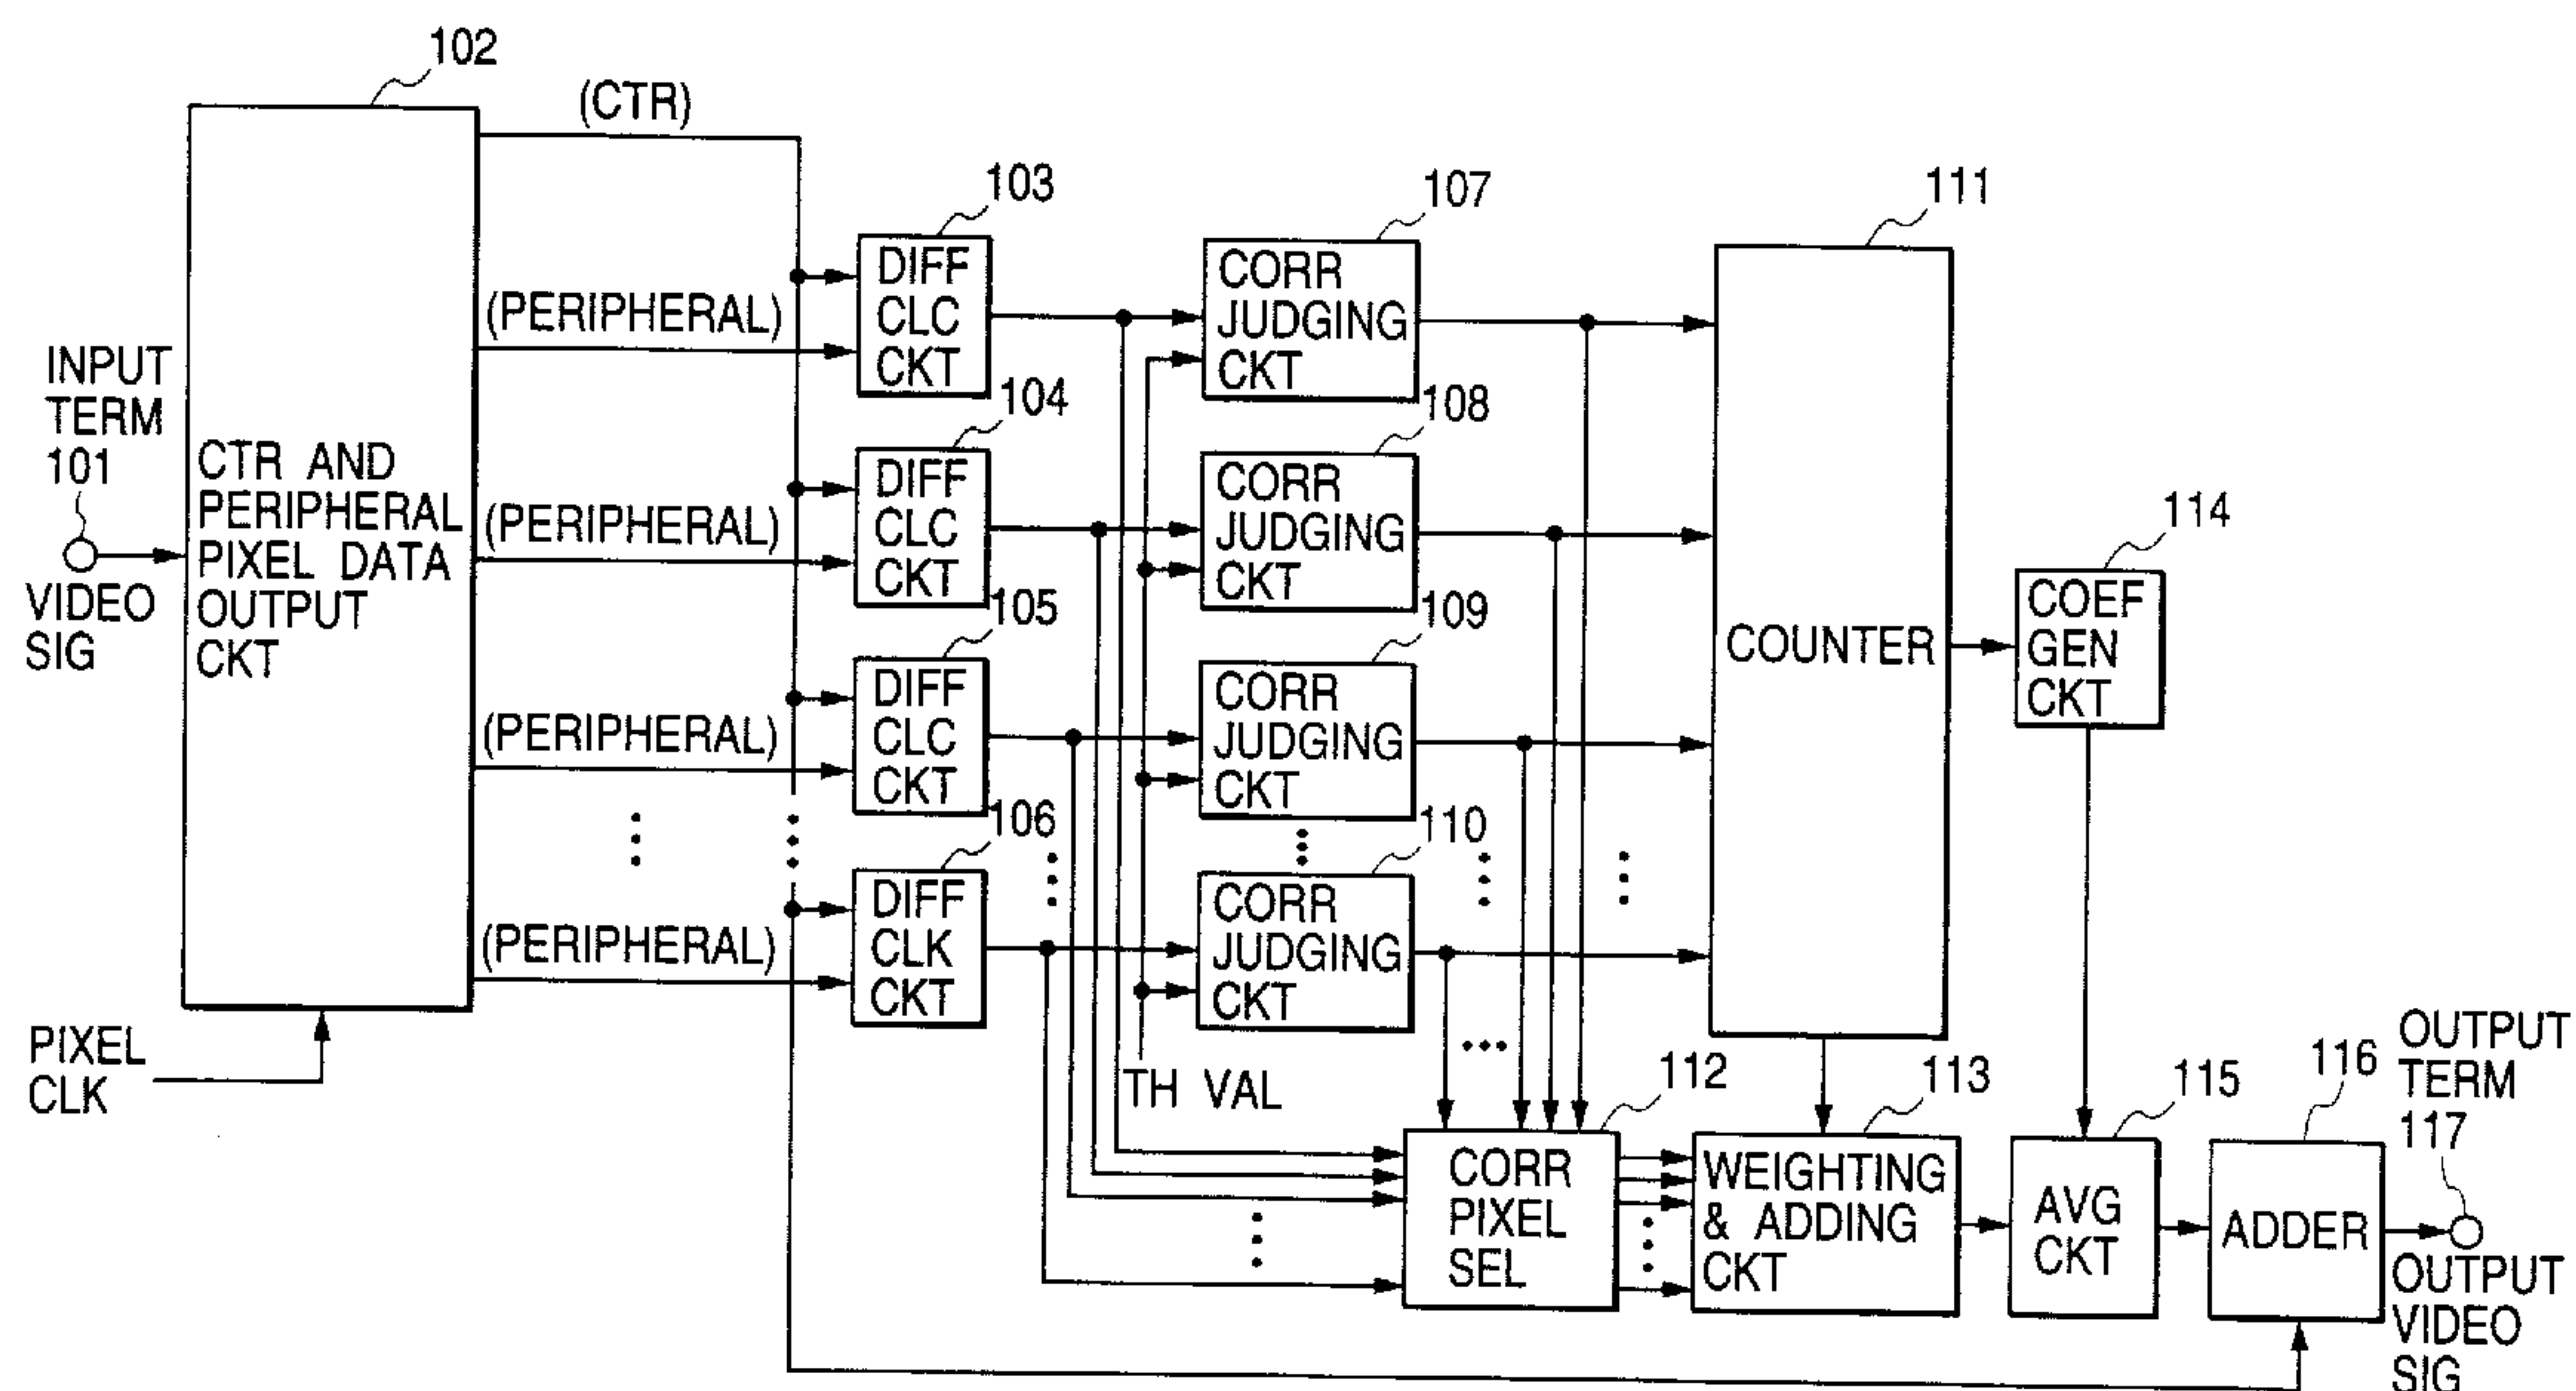 102
(CTR)
103
107
111
DIFF
CLC
CKT
CORR
JUDGING
CKT
(PERIPHERAL)
INPUT
TERM
101
VIDEO
SIG
CTR AND
PERIPHERAL
PIXEL DATA
OUTPUT
CKT
104
108
DIFF
CLC
CKT
CORR
JUDGING
CKT
(PERIPHERAL)
105
109
DIFF
CLC
CKT
CORR
JUDGING
CKT
(PERIPHERAL)
COUNTER
114
COEF
GEN
CKT
106
110
DIFF
CLK
CKT
CORR
JUDGING
CKT
(PERIPHERAL)
PIXEL
CLK
TH VAL
112
CORR
PIXEL
SEL
113
WEIGHTING
& ADDING
CKT
115
AVG
CKT
116
ADDER
OUTPUT
TERM
117
OUTPUT
VIDEO
SIG